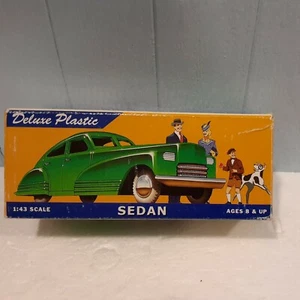 Deluxe Plastic
1:43 SCALE SEDAN AGES 8 & UP